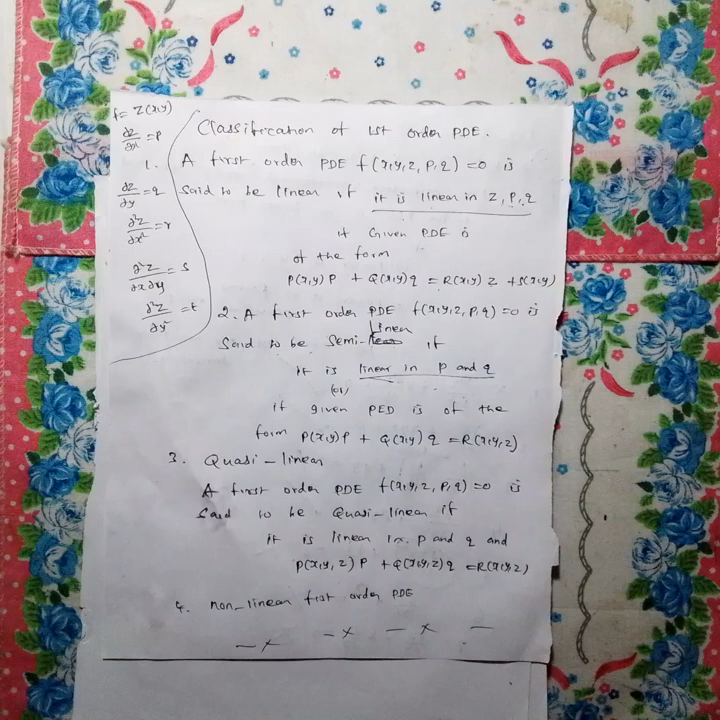 f = z(x,y)
∂z/∂x = p
∂z/∂y = q
∂²z/∂x² = r
∂²z/∂x∂y = s
∂²z/∂y² = t
Classification of 1st order PDE.
1. A first order PDE f(x,y,z,p,q) = 0 is
said to be linear if it is linear in z, p, q
if Given PDE is
of the form
P(x,y)p + Q(x,y)q = R(x,y)z + S(x,y)
2. A first order PDE f(x,y,z,p,q) = 0 is
said to be Semi-linear if
it is linear in p and q
(or)
if given PED is of the
form P(x,y)p + Q(x,y)q = R(x,y,z)
3. Quasi-linear
A first order PDE f(x,y,z,p,q) = 0 is
Said to be Quasi-linear if
it is linear in p and q and
P(x,y,z)p + Q(x,y,z)q = R(x,y,z)
4. non-linear fist order PDE
— x — x — x —